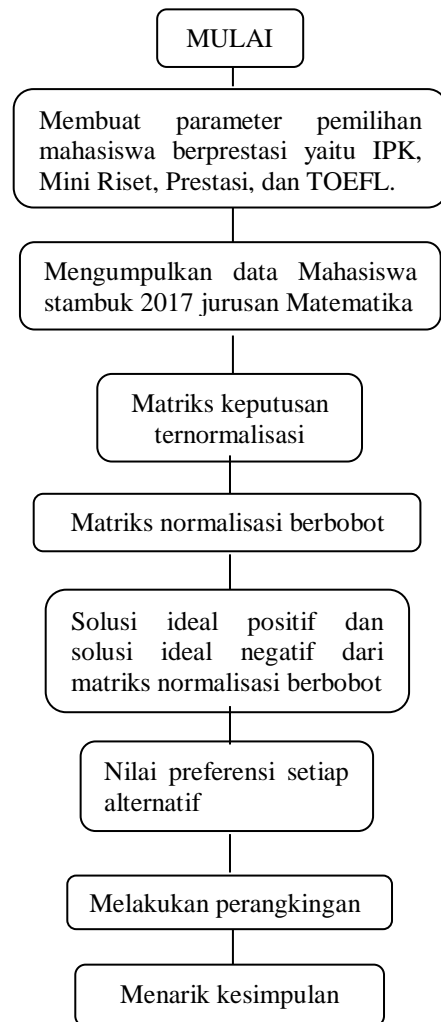 MULAI
Membuat parameter pemilihan
mahasiswa berprestasi yaitu IPK,
Mini Riset, Prestasi, dan TOEFL.
Mengumpulkan data Mahasiswa
stambuk 2017 jurusan Matematika
Matriks keputusan
ternormalisasi
Matriks normalisasi berbobot
Solusi ideal positif dan
solusi ideal negatif dari
matriks normalisasi berbobot
Nilai preferensi setiap
alternatif
Melakukan perangkingan
Menarik kesimpulan